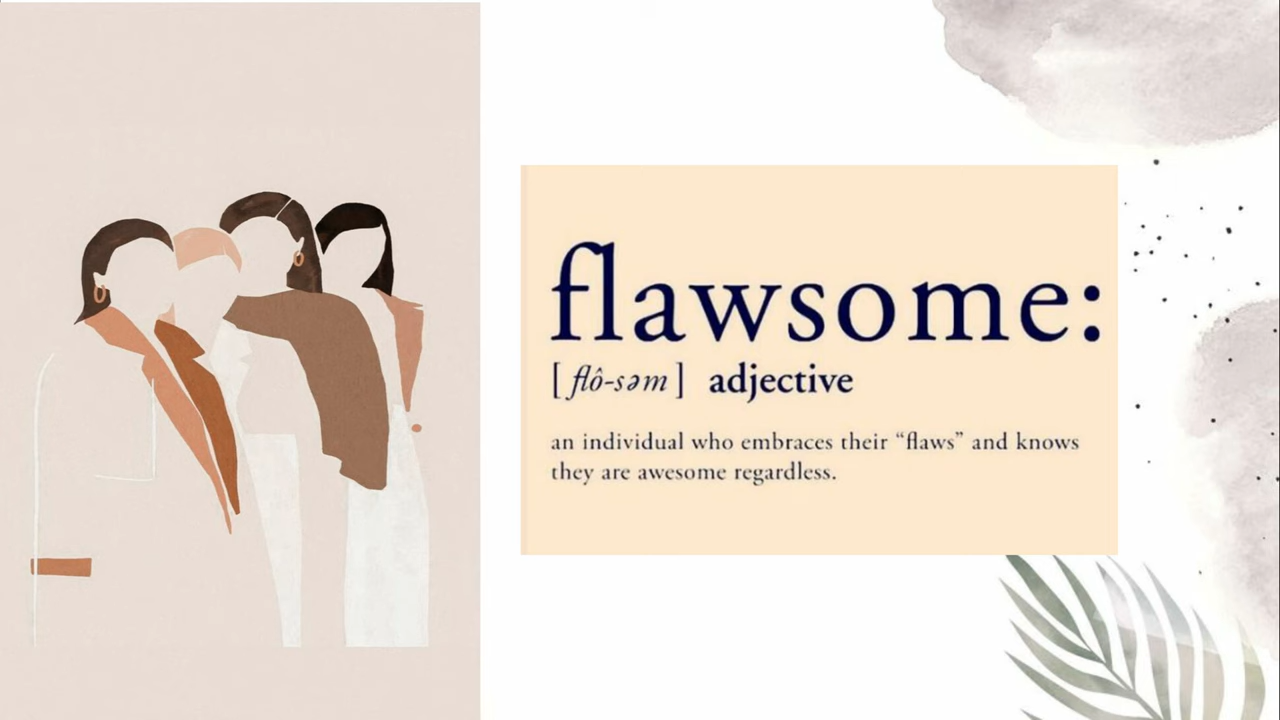 flawsome:
[ flô-səm ] adjective
an individual who embraces their “flaws” and knows
they are awesome regardless.